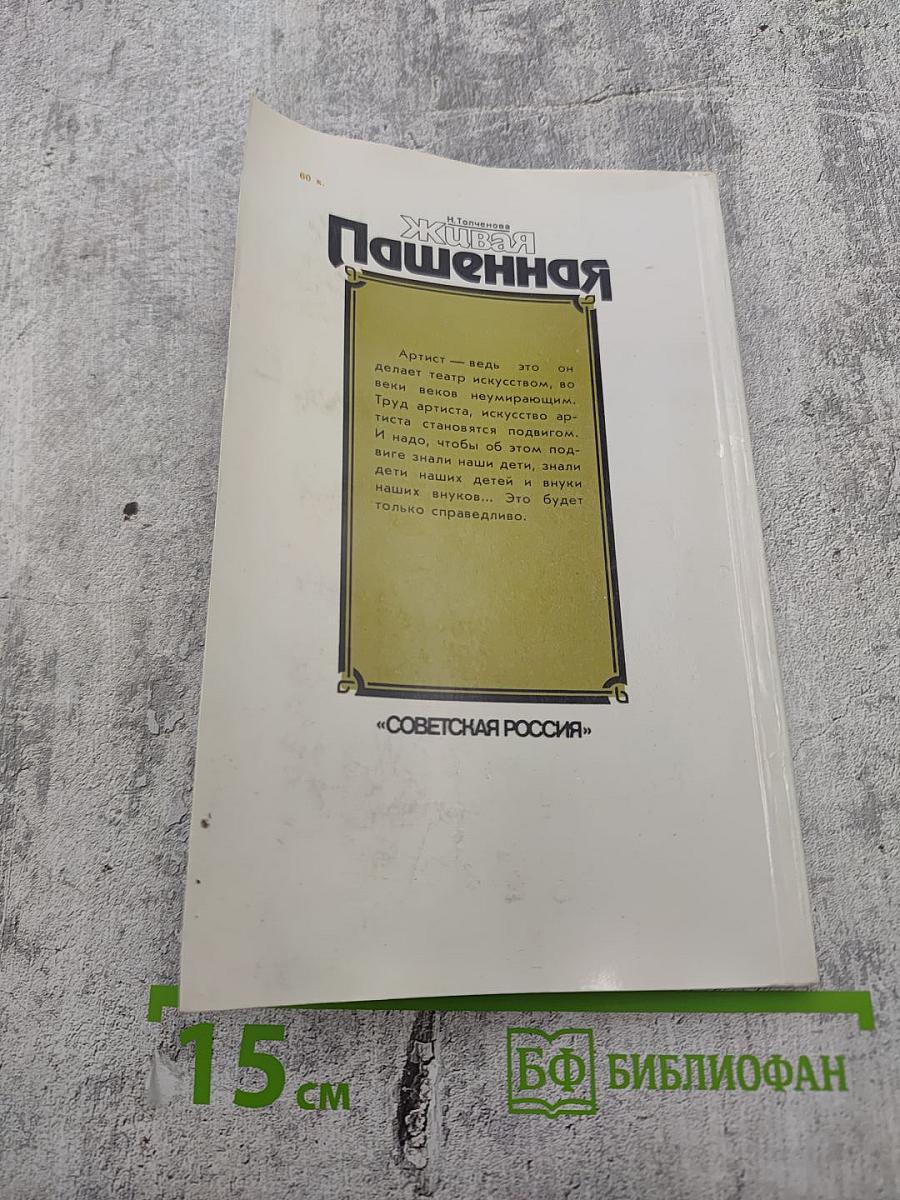 60 к.
Н. Толченова
Живая
Пашенная
Артист — ведь это он
делает театр искусством, во
веки веков неумирающим.
Труд артиста, искусство ар-
тиста становятся подвигом.
И надо, чтобы об этом под-
виге знали наши дети, знали
дети наших детей и внуки
наших внуков... Это будет
только справедливо.
«СОВЕТСКАЯ РОССИЯ»
15 см
БФ БИБЛИОФАН